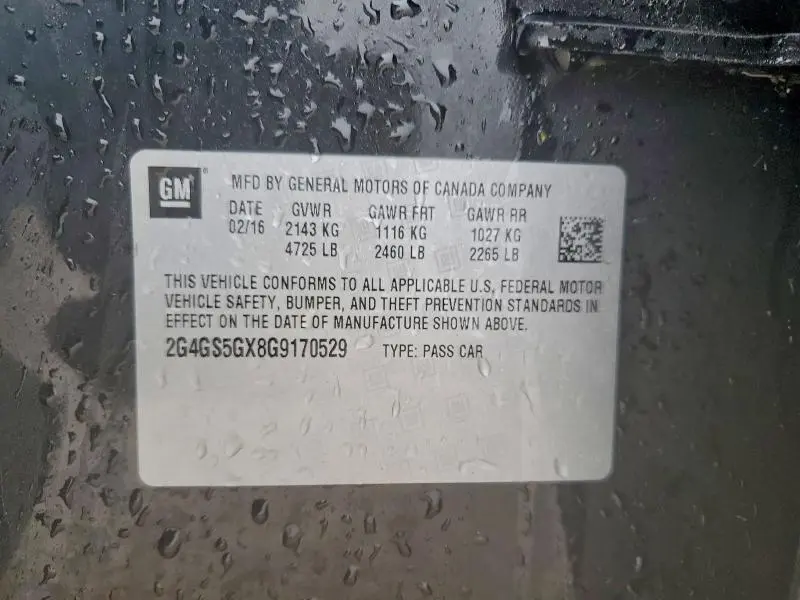 GM® MFD BY GENERAL MOTORS OF CANADA COMPANY
DATE GVWR GAWR FRT GAWR RR
02/16 2143 KG 1116 KG 1027 KG
4725 LB 2460 LB 2265 LB
THIS VEHICLE CONFORMS TO ALL APPLICABLE U.S, FEDERAL MOTOR
VEHICLE SAFETY, BUMPER, AND THEFT PREVENTION STANDARDS IN
EFFECT ON THE DATE OF MANUFACTURE SHOWN ABOVE.
2G4GS5GX8G9170529 TYPE: PASS CAR